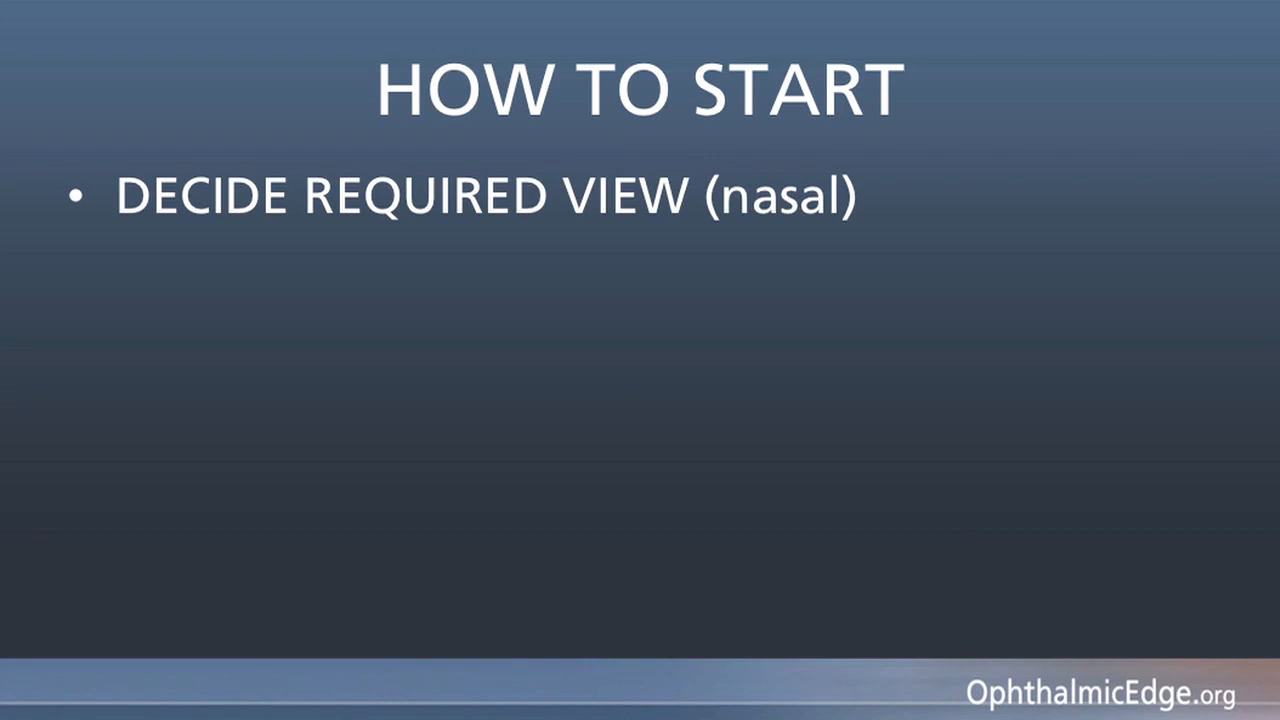 HOW TO START
• DECIDE REQUIRED VIEW (nasal)
OphthalmicEdge.org